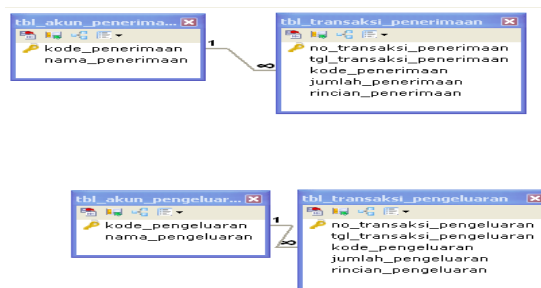 tbl_akun_penerima...
kode_penerimaan
nama_penerimaan
1
∞
tbl_transaksi_penerimaan
no_transaksi_penerimaan
tgl_transaksi_penerimaan
kode_penerimaan
jumlah_penerimaan
rincian_penerimaan
tbl_akun_pengeluar...
kode_pengeluaran
nama_pengeluaran
1
∞
tbl_transaksi_pengeluaran
no_transaksi_pengeluaran
tgl_transaksi_pengeluaran
kode_pengeluaran
jumlah_pengeluaran
rincian_pengeluaran